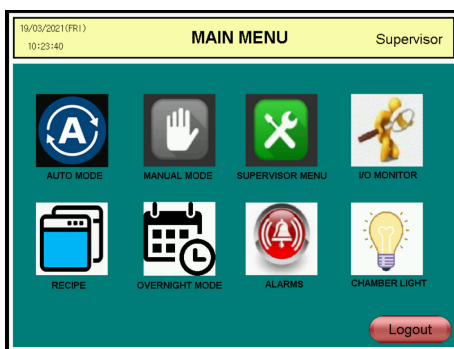 19/03/2021(FRI)
10:23:40
MAIN MENU
Supervisor
A
AUTO MODE
MANUAL MODE
SUPERVISOR MENU
I/O MONITOR
RECIPE
OVERNIGHT MODE
ALARMS
CHAMBER LIGHT
Logout